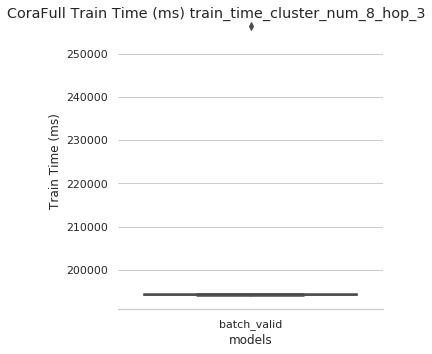 CoraFull Train Time (ms) train_time_cluster_num_8_hop_3
250000
240000
230000
220000
210000
200000
Train Time (ms)
batch_valid
models